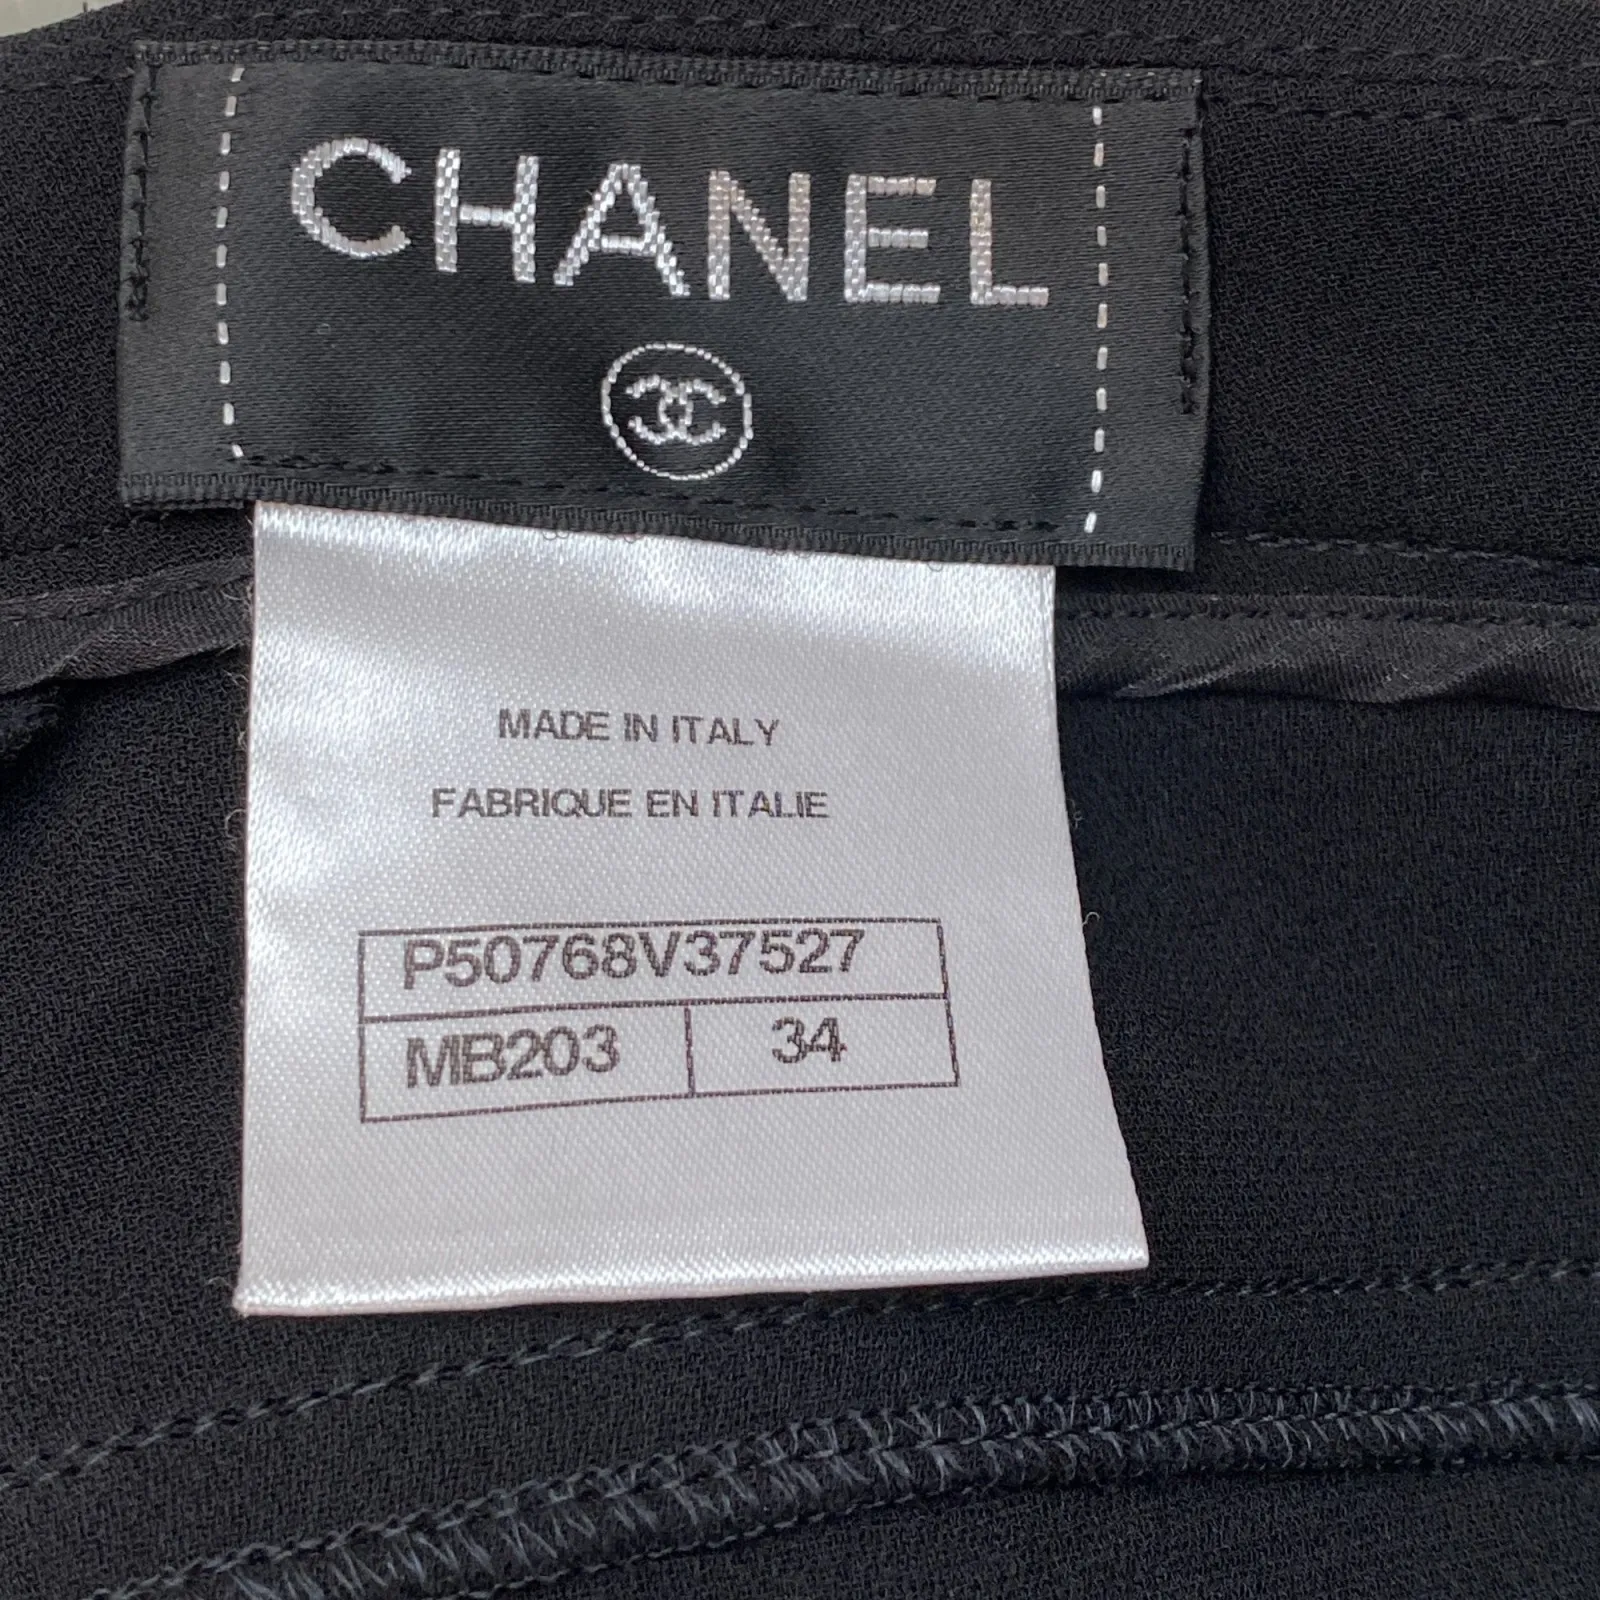 CHANEL
MADE IN ITALY
FABRIQUE EN ITALIE
P50768V37527
MB203 34